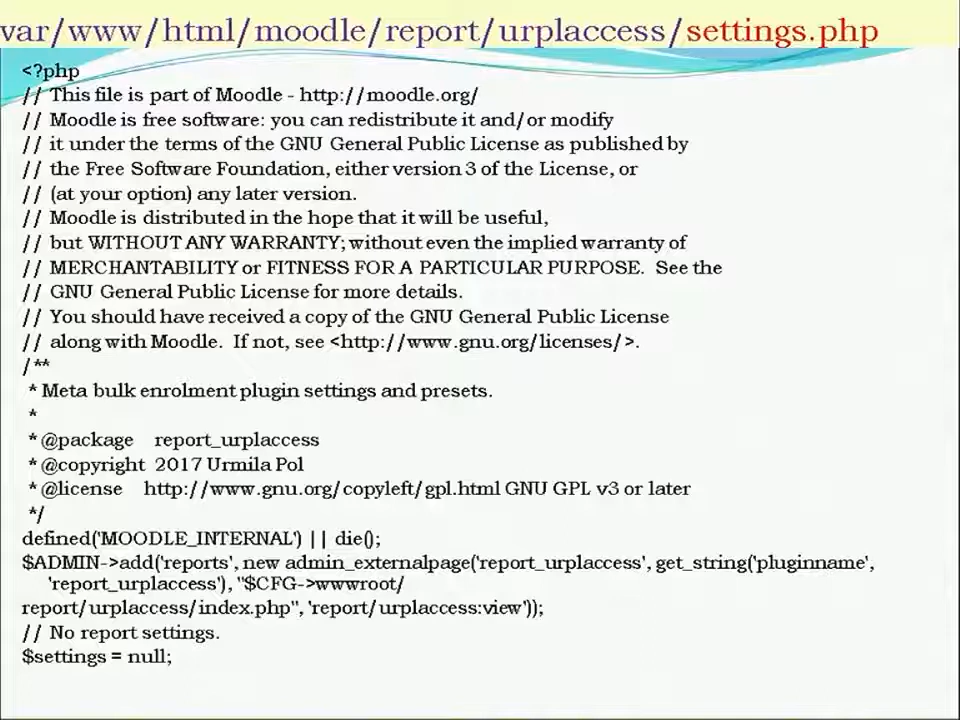 var/www/html/moodle/report/urplaccess/settings.php
<?php
// This file is part of Moodle - http://moodle.org/
// Moodle is free software: you can redistribute it and/or modify
// it under the terms of the GNU General Public License as published by
// the Free Software Foundation, either version 3 of the License, or
// (at your option) any later version.
// Moodle is distributed in the hope that it will be useful,
// but WITHOUT ANY WARRANTY; without even the implied warranty of
// MERCHANTABILITY or FITNESS FOR A PARTICULAR PURPOSE.  See the
// GNU General Public License for more details.
// You should have received a copy of the GNU General Public License
// along with Moodle.  If not, see <http://www.gnu.org/licenses/>.
/**
* Meta bulk enrolment plugin settings and presets.
*
* @package    report_urplaccess
* @copyright  2017 Urmila Pol
* @license    http://www.gnu.org/copyleft/gpl.html GNU GPL v3 or later
*/
defined('MOODLE_INTERNAL') || die();
$ADMIN->add('reports', new admin_externalpage('report_urplaccess', get_string('pluginname',
'report_urplaccess'), "$CFG->wwwroot/
report/urplaccess/index.php", 'report/urplaccess:view'));
// No report settings.
$settings = null;